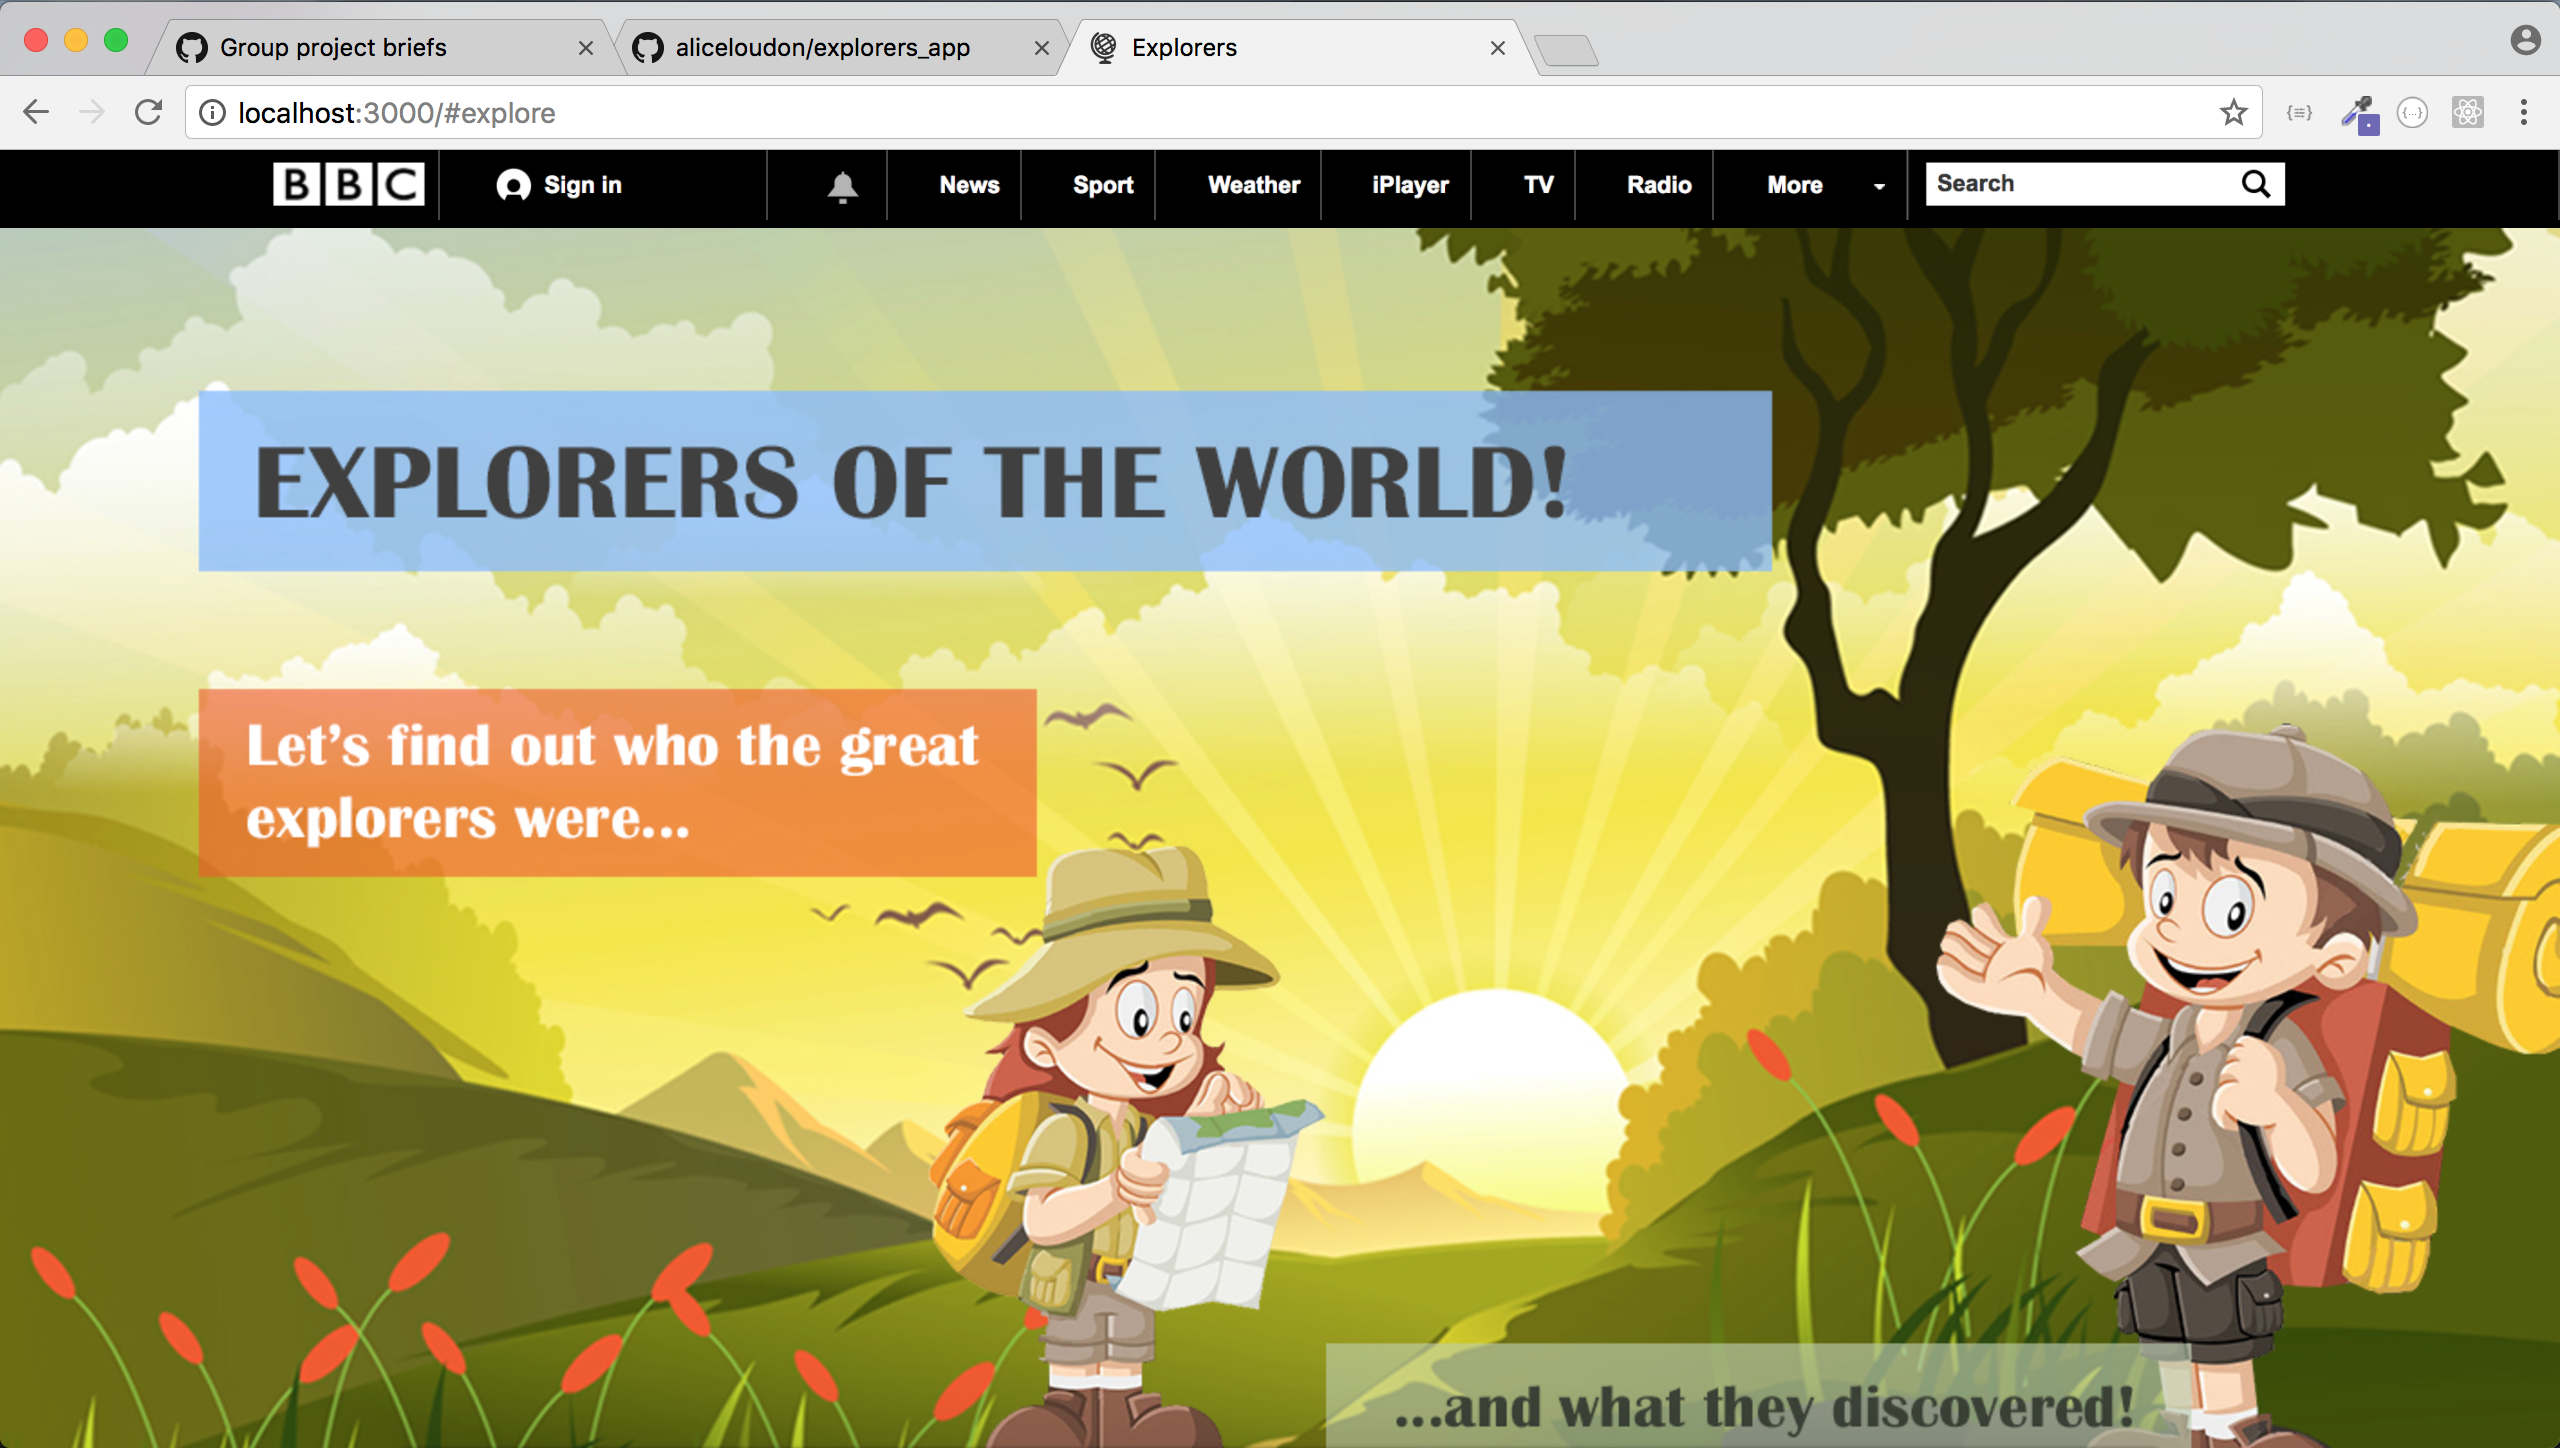 Group project briefs
aliceloudon/explorers_app
Explorers
localhost:3000/#explore
BBC
Sign in
News
Sport
Weather
iPlayer
TV
Radio
More
Search
EXPLORERS OF THE WORLD!
Let's find out who the great
explorers were...
...and what they discovered!